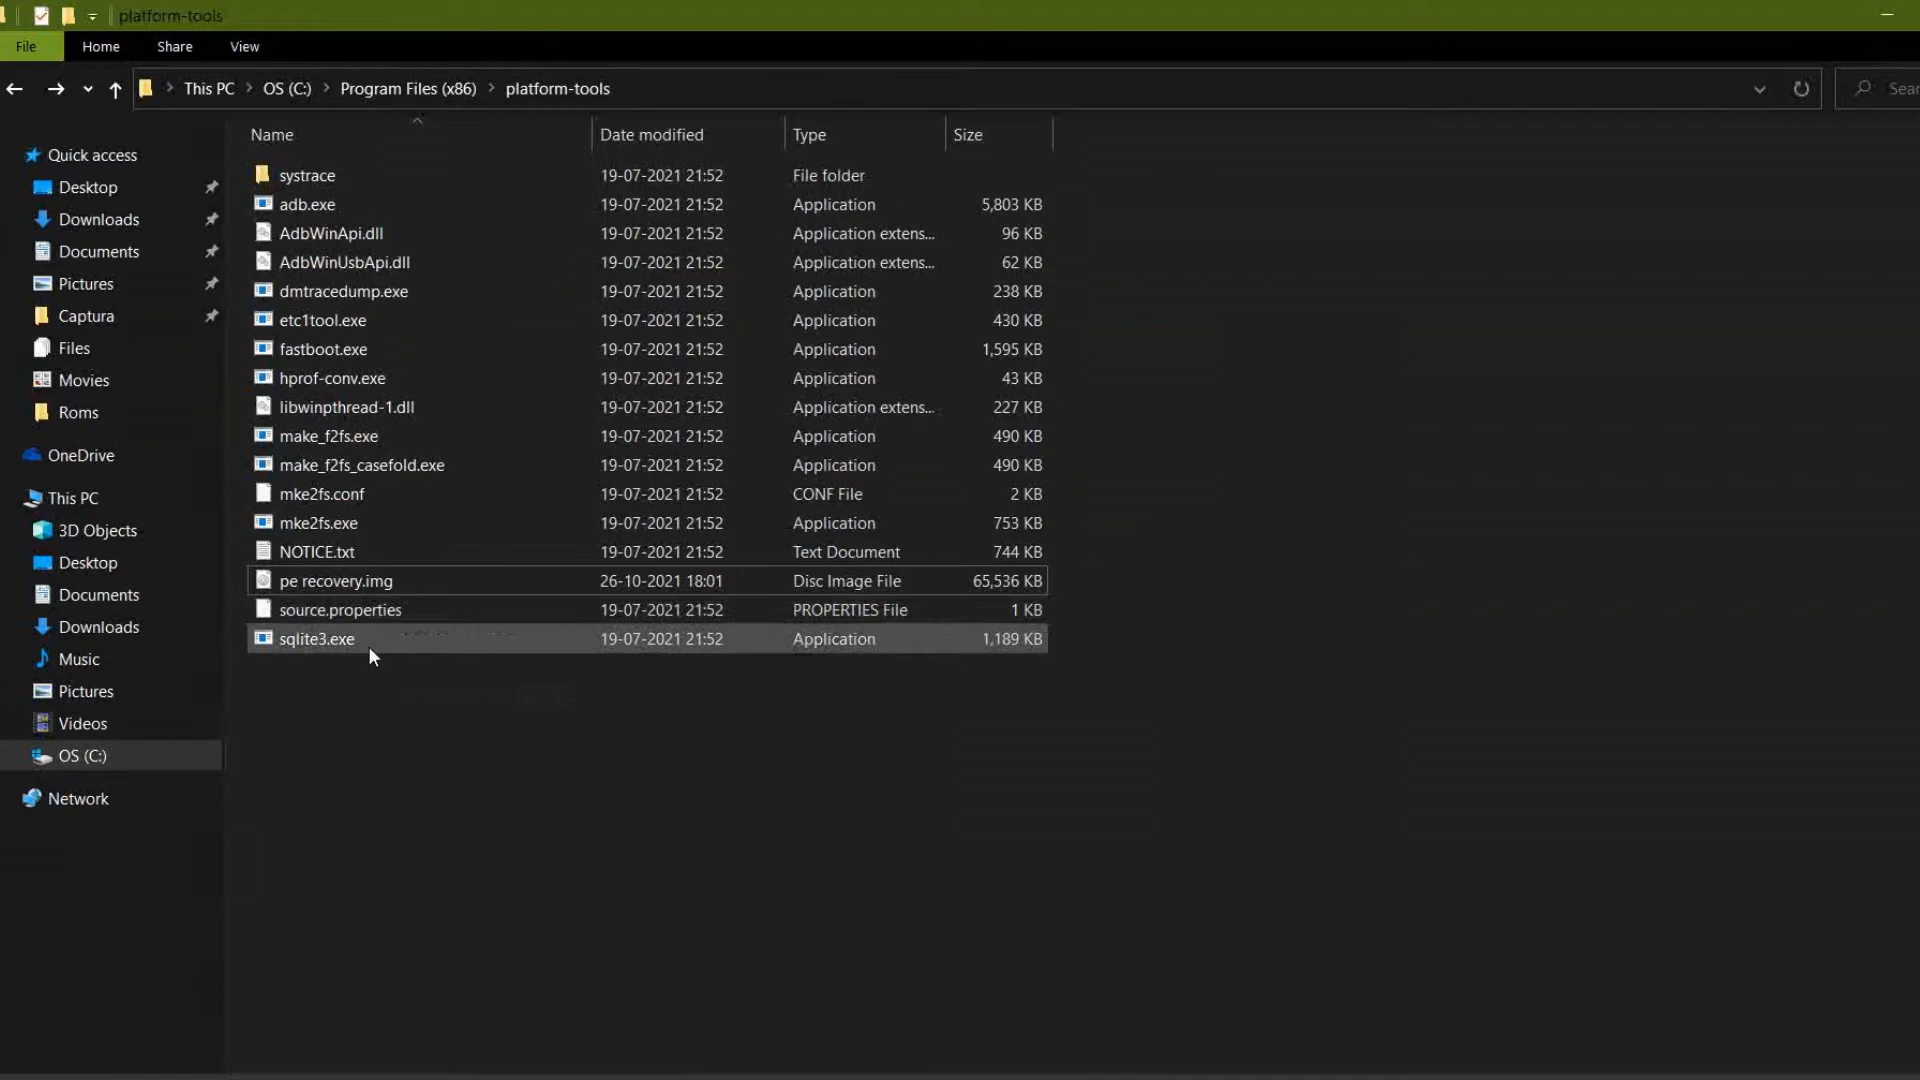 platform-tools
File Home Share View
This PC OS (C:) Program Files (x86) platform-tools
Name Date modified Type Size
Quick access
Desktop
Downloads
Documents
Pictures
Captura
Files
Movies
Roms
OneDrive
This PC
3D Objects
Desktop
Documents
Downloads
Music
Pictures
Videos
OS (C:)
Network
systrace 19-07-2021 21:52 File folder
adb.exe 19-07-2021 21:52 Application 5,803 KB
AdbWinApi.dll 19-07-2021 21:52 Application extens... 96 KB
AdbWinUsbApi.dll 19-07-2021 21:52 Application extens... 62 KB
dmtracedump.exe 19-07-2021 21:52 Application 238 KB
etc1tool.exe 19-07-2021 21:52 Application 430 KB
fastboot.exe 19-07-2021 21:52 Application 1,595 KB
hprof-conv.exe 19-07-2021 21:52 Application 43 KB
libwinpthread-1.dll 19-07-2021 21:52 Application extens... 227 KB
make_f2fs.exe 19-07-2021 21:52 Application 490 KB
make_f2fs_casefold.exe 19-07-2021 21:52 Application 490 KB
mke2fs.conf 19-07-2021 21:52 CONF File 2 KB
mke2fs.exe 19-07-2021 21:52 Application 753 KB
NOTICE.txt 19-07-2021 21:52 Text Document 744 KB
pe recovery.img 26-10-2021 18:01 Disc Image File 65,536 KB
source.properties 19-07-2021 21:52 PROPERTIES File 1 KB
sqlite3.exe 19-07-2021 21:52 Application 1,189 KB